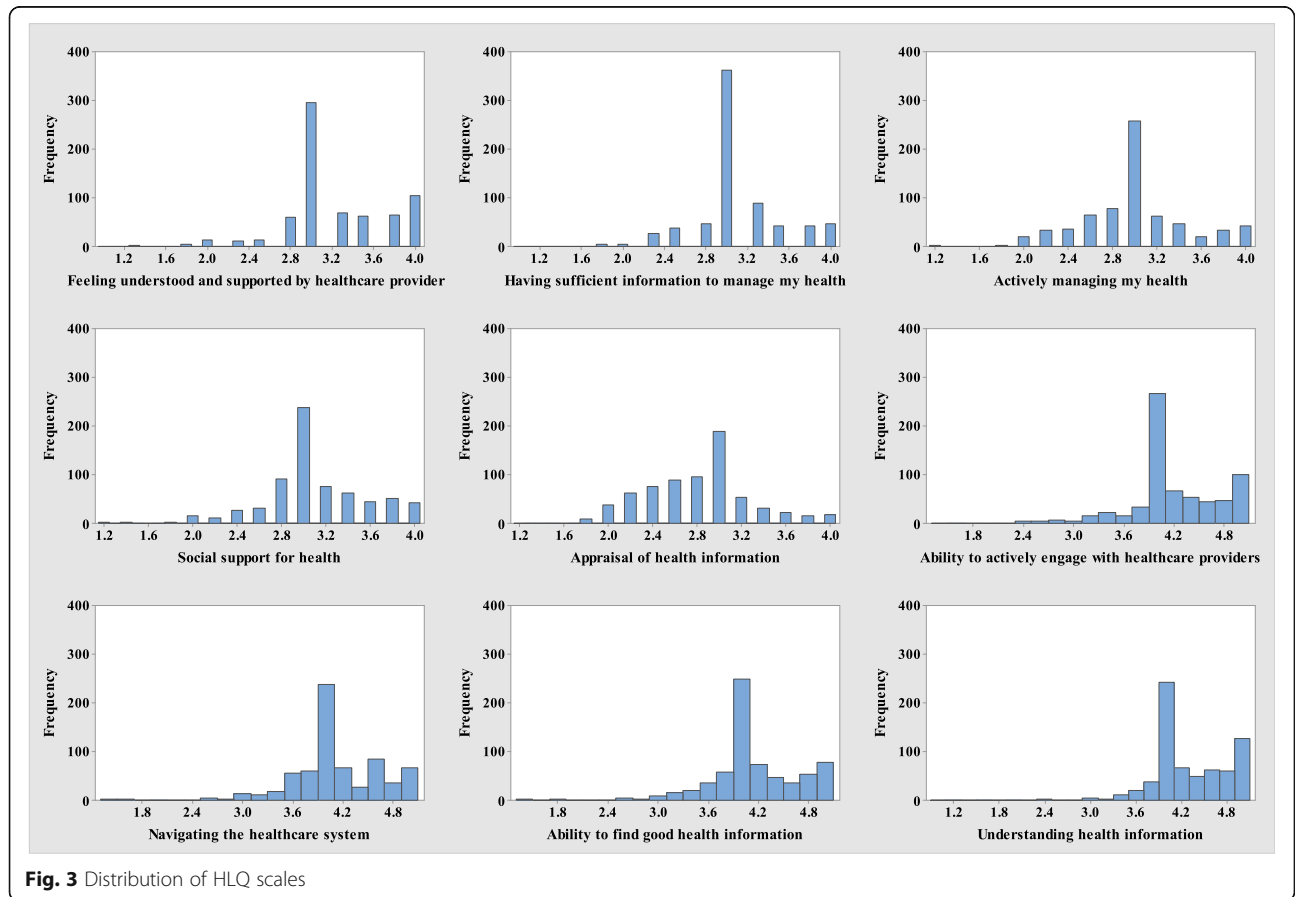 400
300
200
100
0
Frequency
1.2 1.6 2.0 2.4 2.8 3.2 3.6 4.0
Feeling understood and supported by healthcare provider
400
300
200
100
0
Frequency
1.2 1.6 2.0 2.4 2.8 3.2 3.6 4.0
Having sufficient information to manage my health
400
300
200
100
0
Frequency
1.2 1.6 2.0 2.4 2.8 3.2 3.6 4.0
Actively managing my health
400
300
200
100
0
Frequency
1.2 1.6 2.0 2.4 2.8 3.2 3.6 4.0
Social support for health
400
300
200
100
0
Frequency
1.2 1.6 2.0 2.4 2.8 3.2 3.6 4.0
Appraisal of health information
400
300
200
100
0
Frequency
1.8 2.4 3.0 3.6 4.2 4.8
Ability to actively engage with healthcare providers
400
300
200
100
0
Frequency
1.8 2.4 3.0 3.6 4.2 4.8
Navigating the healthcare system
400
300
200
100
0
Frequency
1.8 2.4 3.0 3.6 4.2 4.8
Ability to find good health information
400
300
200
100
0
Frequency
1.2 1.8 2.4 3.0 3.6 4.2 4.8
Understanding health information
Fig. 3 Distribution of HLQ scales